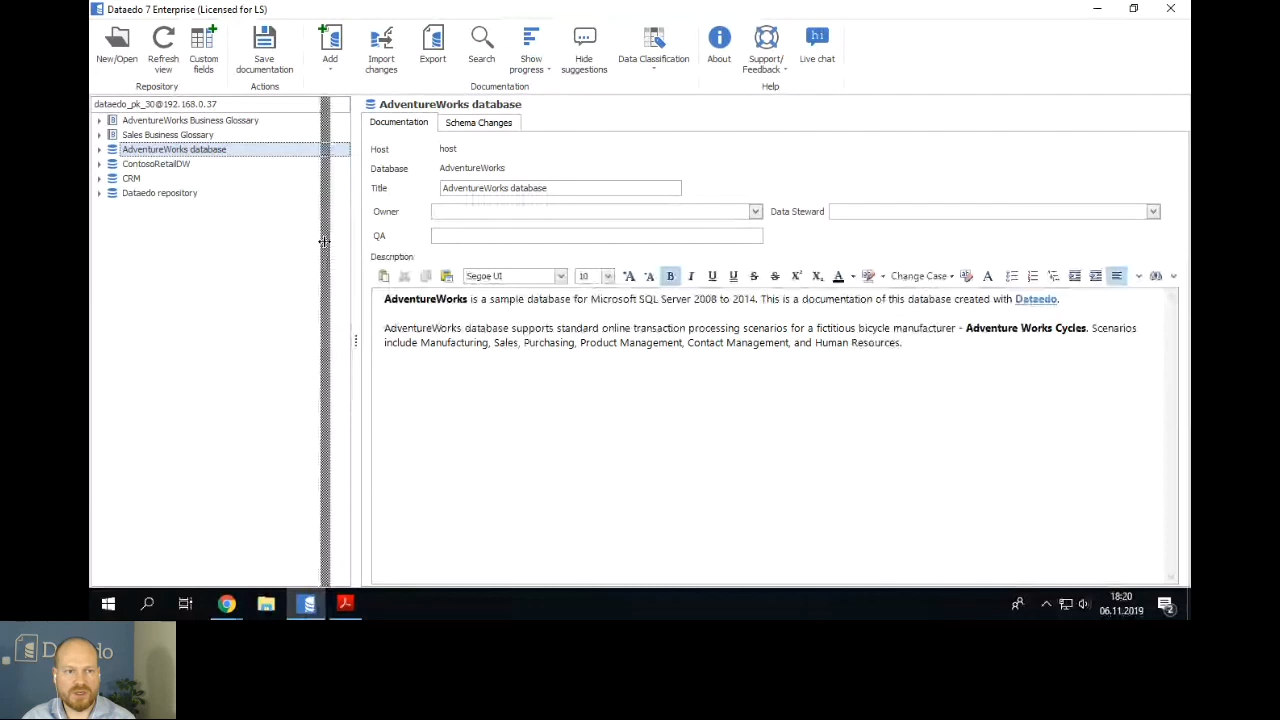 Dataedo 7 Enterprise (Licensed for LS)
New/Open
Refresh view
Custom fields
Save documentation
Add
Import changes
Export
Search
Show progress
Hide suggestions
Data Classification
About
Support/ Feedback
Live chat
Repository
Actions
Documentation
Help
dataedo_pk_30@192.168.0.37
AdventureWorks Business Glossary
Sales Business Glossary
AdventureWorks database
ContosoRetailDW
CRM
Dataedo repository
AdventureWorks database
Documentation
Schema Changes
Host
host
Database
AdventureWorks
Title
AdventureWorks database
Owner
Data Steward
QA
Description
Segoe UI
10
Change Case
AdventureWorks is a sample database for Microsoft SQL Server 2008 to 2014. This is a documentation of this database created with Dataedo.
AdventureWorks database supports standard online transaction processing scenarios for a fictitious bicycle manufacturer - Adventure Works Cycles. Scenarios
include Manufacturing, Sales, Purchasing, Product Management, Contact Management, and Human Resources.
18:20
06.11.2019
2